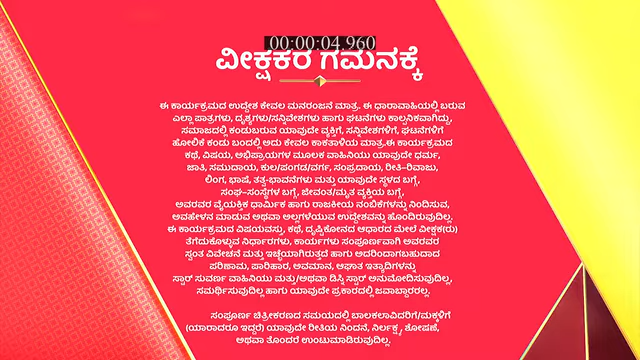 00:00:04.960
ವೀಕ್ಷಕರ ಗಮನಕ್ಕೆ
ಈ ಕಾರ್ಯಕ್ರಮದ ಉದ್ದೇಶ ಕೇವಲ ಮನರಂಜನೆ ಮಾತ್ರ. ಈ ಧಾರಾವಾಹಿಯಲ್ಲಿ ಬರುವ
ಎಲ್ಲಾ ಪಾತ್ರಗಳು, ದೃಶ್ಯಗಳು/ಸನ್ನಿವೇಶಗಳು ಹಾಗು ಘಟನೆಗಳು ಕಾಲ್ಪನಿಕವಾಗಿದ್ದು,
ಸಮಾಜದಲ್ಲಿ ಕಂಡುಬರುವ ಯಾವುದೇ ವ್ಯಕ್ತಿಗೆ, ಸನ್ನಿವೇಶಗಳಿಗೆ, ಘಟನೆಗಳಿಗೆ
ಹೋಲಿಕೆ ಕಂಡು ಬಂದಲ್ಲಿ ಅದು ಕೇವಲ ಕಾಕತಾಳಿಯ ಮಾತ್ರ.ಈ ಕಾರ್ಯಕ್ರಮದ
ಕಥೆ, ವಿಷಯ, ಅಭಿಪ್ರಾಯಗಳ ಮೂಲಕ ವಾಹಿನಿಯು ಯಾವುದೇ ಧರ್ಮ,
ಜಾತಿ, ಸಮುದಾಯ, ಕುಲ/ಪಂಗಡ/ವರ್ಗ, ಸಂಪ್ರದಾಯ, ರೀತಿ-ರಿವಾಜು,
ಲಿಂಗ, ಭಾಷೆ, ತತ್ವ-ಭಾವನೆಗಳು ಮತ್ತು ಯಾವುದೇ ಸ್ಥಳದ ಬಗ್ಗೆ,
ಸಂಘ-ಸಂಸ್ಥೆಗಳ ಬಗ್ಗೆ, ಜೀವಂತ/ಮೃತ ವ್ಯಕ್ತಿಯ ಬಗ್ಗೆ,
ಅವರವರ ವೈಯಕ್ತಿಕ ಧಾರ್ಮಿಕ ಹಾಗು ರಾಜಕೀಯ ನಂಬಿಕೆಗಳನ್ನು ನಿಂದಿಸುವ,
ಅವಹೇಳನ ಮಾಡುವ ಅಥವಾ ಅಲ್ಲಗಳೆಯುವ ಉದ್ದೇಶವನ್ನು ಹೊಂದಿರುವುದಿಲ್ಲ.
ಈ ಕಾರ್ಯಕ್ರಮದ ವಿಷಯವಸ್ತು, ಕಥೆ, ದೃಷ್ಟಿಕೋನದ ಆಧಾರದ ಮೇಲೆ ವೀಕ್ಷಕ(ರು)
ತೆಗೆದುಕೊಳ್ಳುವ ನಿರ್ಧಾರಗಳು, ಕಾರ್ಯಗಳು ಸಂಪೂರ್ಣವಾಗಿ ಅವರವರ
ಸ್ವಂತ ವಿವೇಚನೆ ಮತ್ತು ಇಚ್ಛೆಯಾಗಿರುತ್ತದೆ ಹಾಗು ಅದರಿಂದಾಗಬಹುದಾದ
ಪರಿಣಾಮ, ಪಾರಿಹಾರ, ಅವಮಾನ, ಆಘಾತ ಇತ್ಯಾದಿಗಳನ್ನು
ಸ್ಟಾರ್ ಸುವರ್ಣ ವಾಹಿನಿಯು ಮತ್ತು/ಅಥವಾ ಡಿಸ್ನಿ ಸ್ಟಾರ್ ಅನುಮೋದಿಸುವುದಿಲ್ಲ,
ಸಮರ್ಥಿಸುವುದಿಲ್ಲ ಹಾಗು ಯಾವುದೇ ಪ್ರಕಾರದಲ್ಲಿ ಜವಾಬ್ದಾರರಲ್ಲ.
ಸಂಪೂರ್ಣ ಚಿತ್ರೀಕರಣದ ಸಮಯದಲ್ಲಿ ಬಾಲಕಲಾವಿದರಿಗೆ/ಮಕ್ಕಳಿಗೆ
(ಯಾರಾದರೂ ಇದ್ದರೆ) ಯಾವುದೇ ರೀತಿಯ ನಿಂದನೆ, ನಿರ್ಲಕ್ಷ್ಯ, ಶೋಷಣೆ,
ಅಥವಾ ತೊಂದರೆ ಉಂಟುಮಾಡಿರುವುದಿಲ್ಲ.